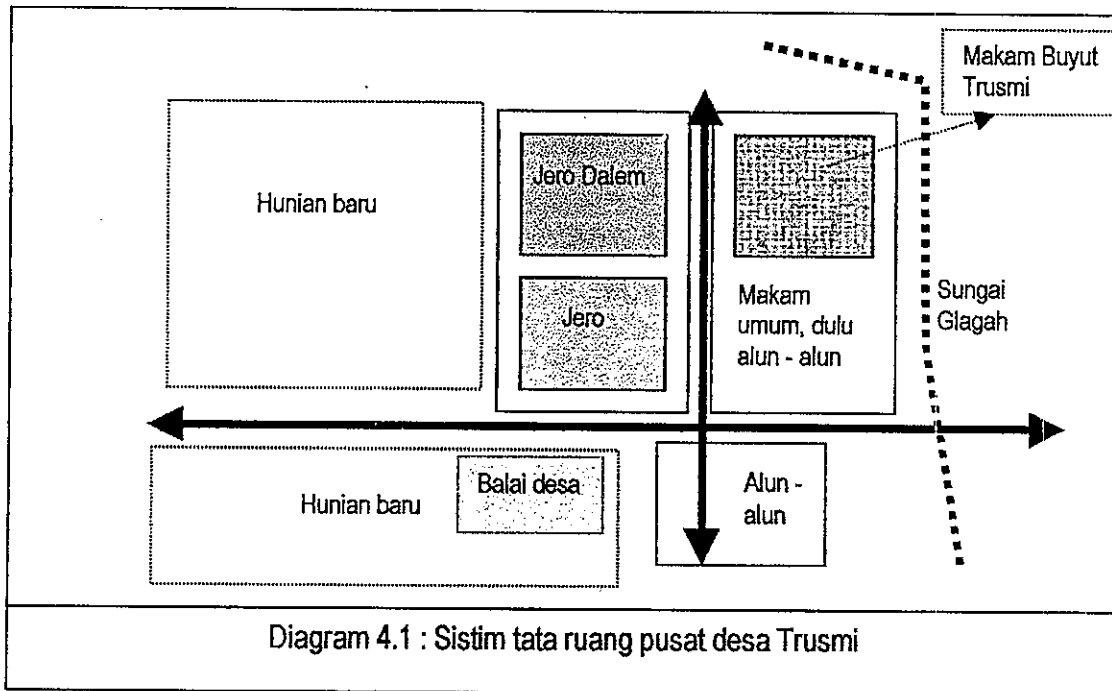 Makam Buyut
Trusmi
Jero Dalem
Hunian baru
Jero
Makam
umum, dulu
alun - alun
Sungai
Glagah
Hunian baru
Balai desa
Alun -
alun
Diagram 4.1 : Sistim tata ruang pusat desa Trusmi